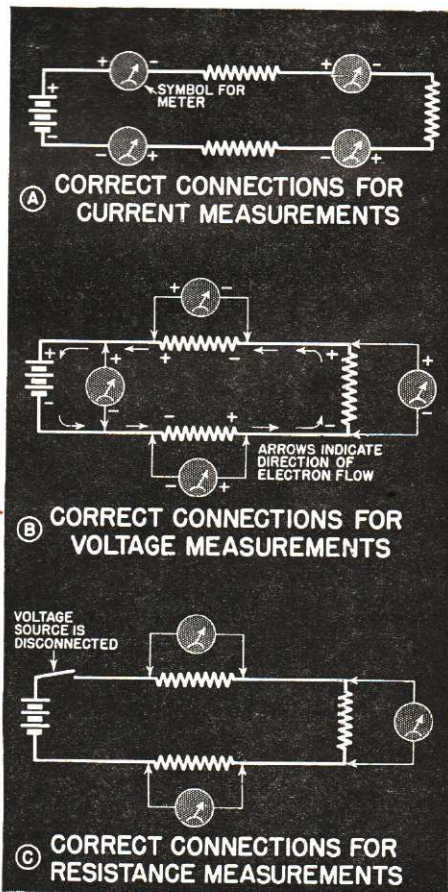 + - + -
SYMBOL FOR
METER
+
-
- + - +
Ⓐ CORRECT CONNECTIONS FOR
CURRENT MEASUREMENTS
+ -
+ + + - +
+ +
- -
- - + -
ARROWS INDICATE
DIRECTION OF
ELECTRON FLOW
- +
Ⓑ CORRECT CONNECTIONS FOR
VOLTAGE MEASUREMENTS
VOLTAGE
SOURCE IS
DISCONNECTED
Ⓒ CORRECT CONNECTIONS FOR
RESISTANCE MEASUREMENTS